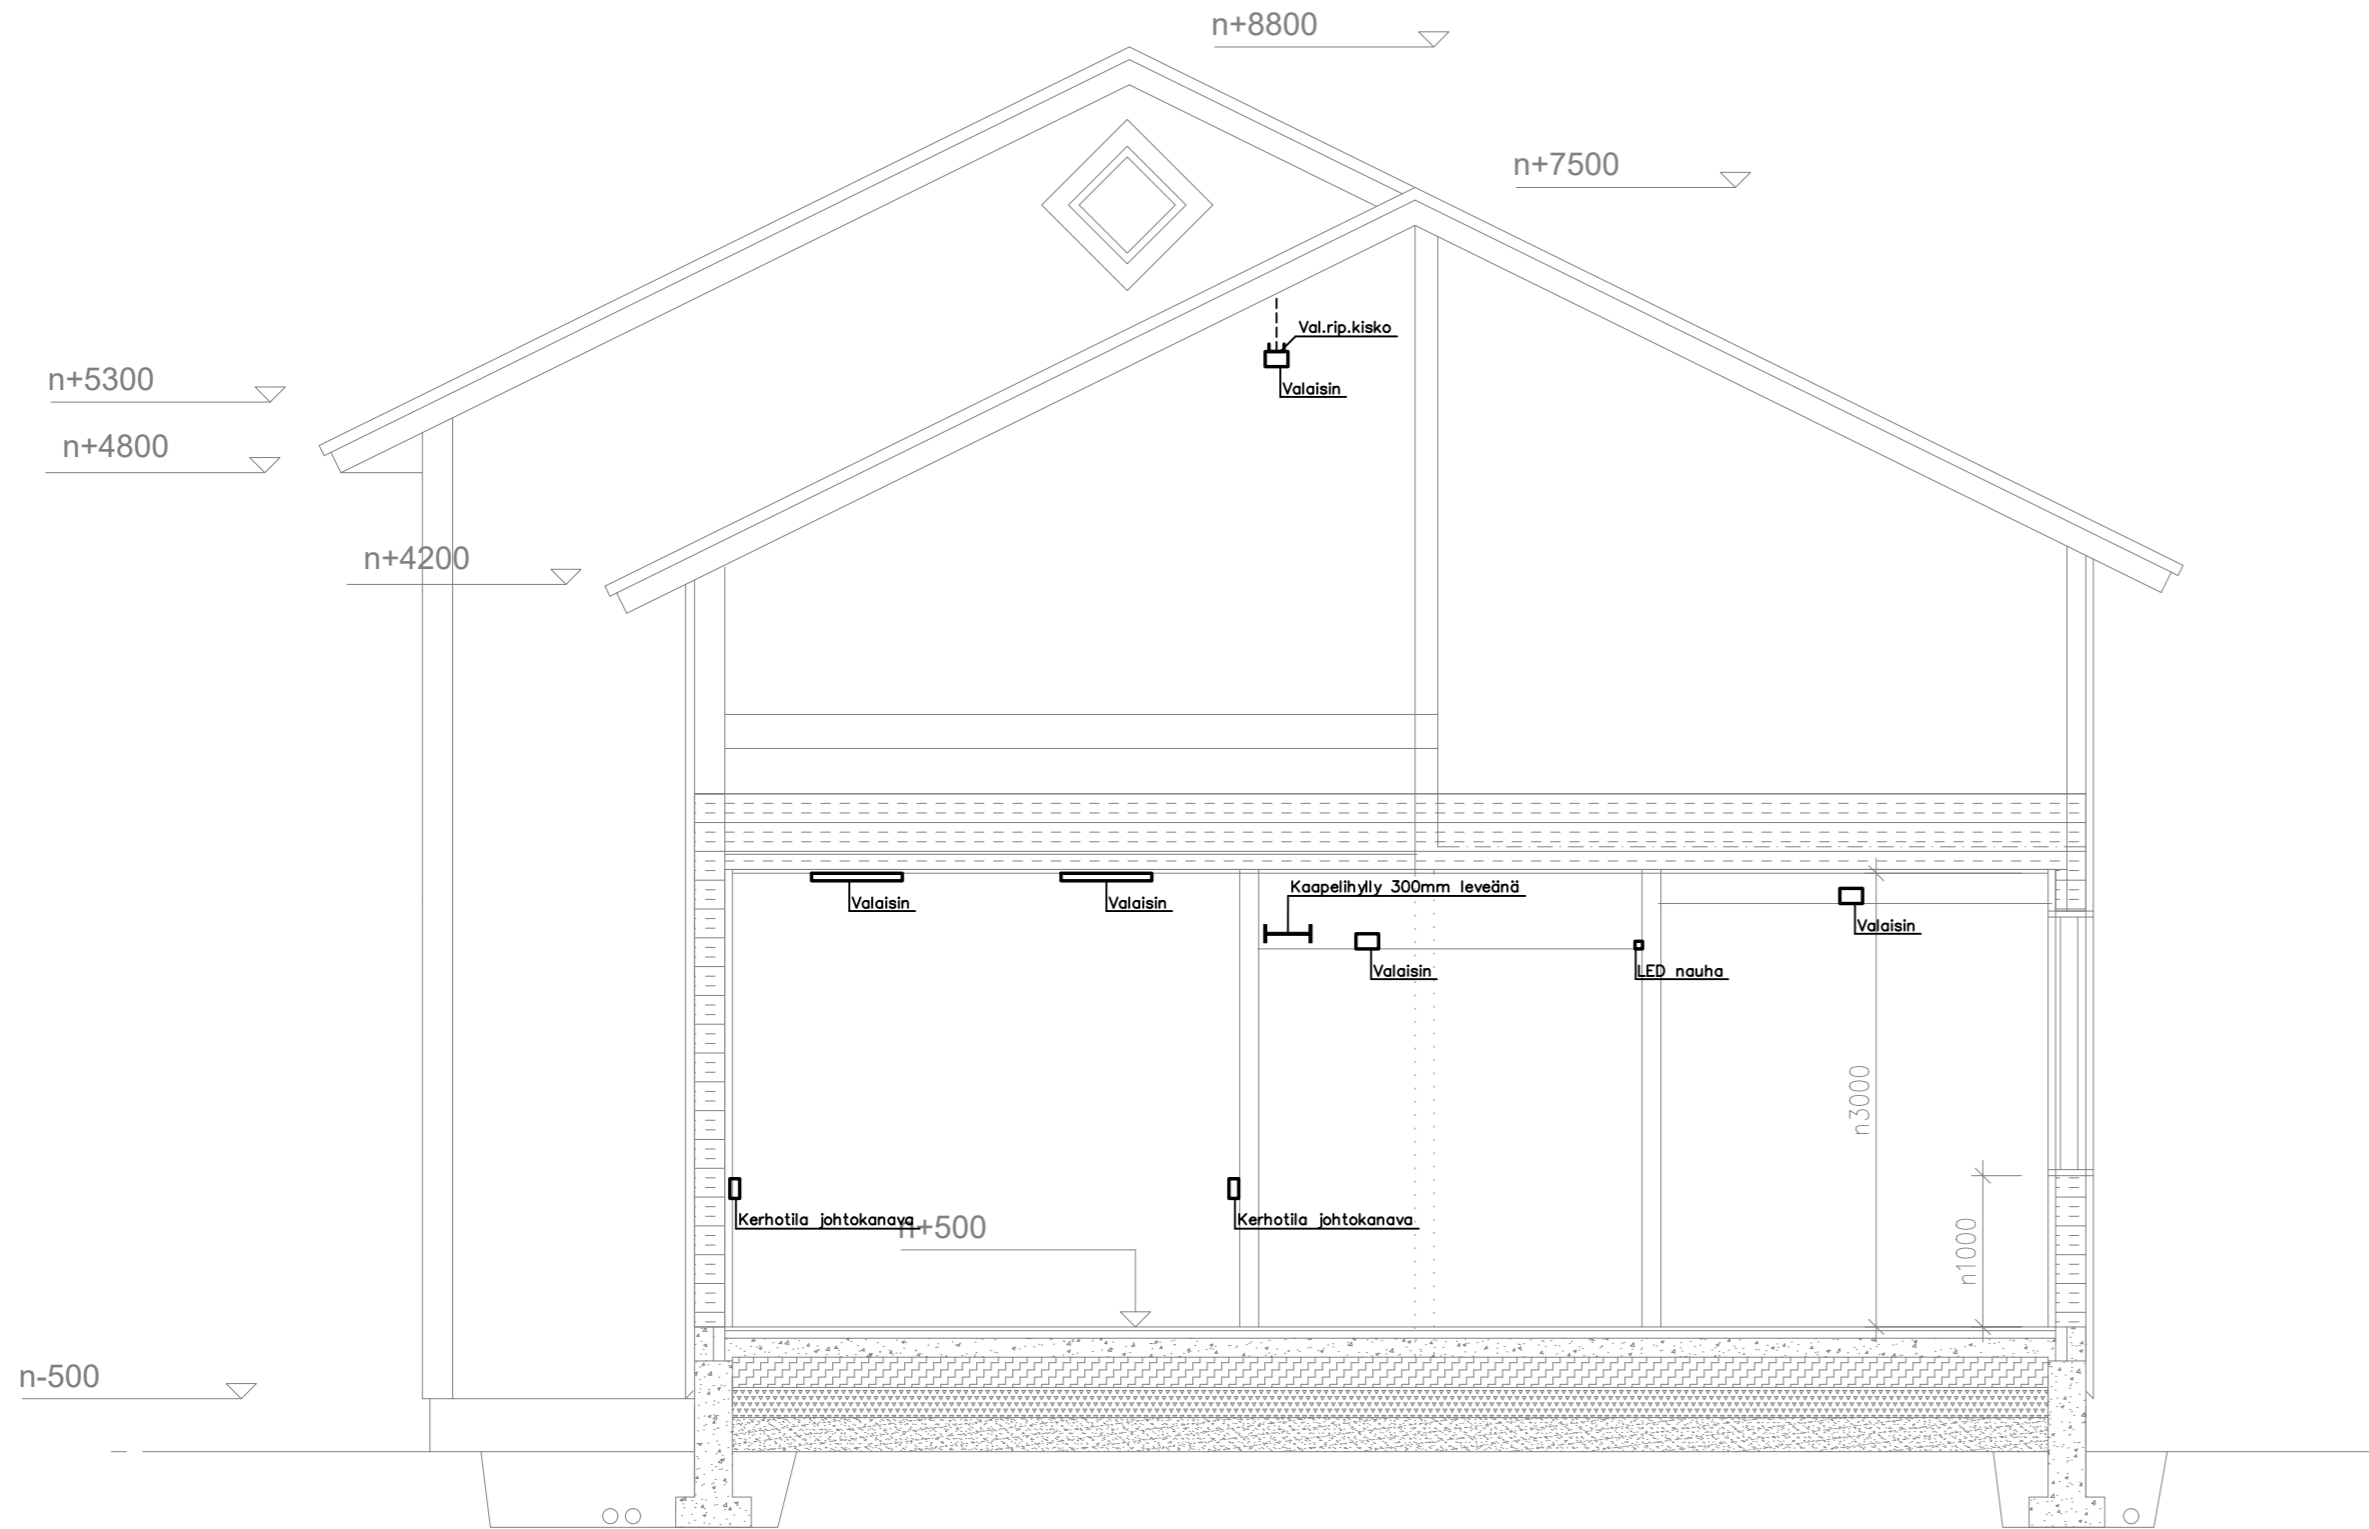 n+8800
n+7500
Val.rip.kisko
n+5300
Valaisin
n+4800
n+4200
Kaapelihylly 300mm leveänä
Valaisin
Valaisin
Valaisin
Valaisin
LED nauha
n3000
Kerhotila johtokanava
Kerhotila johtokanava
n+500
n1000
n-500